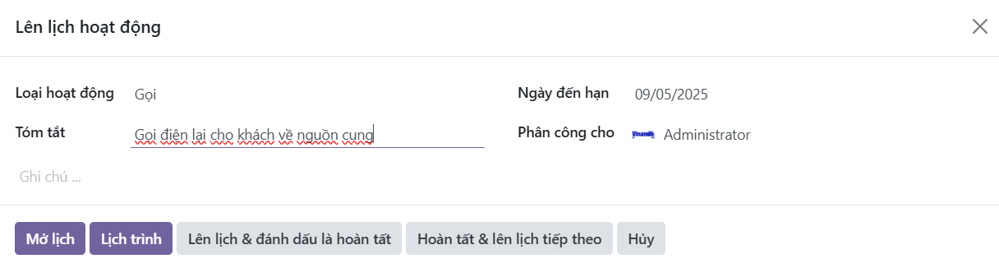 Lên lịch hoạt động
Loại hoạt động Gọi Ngày đến hạn 09/05/2025
Tóm tắt Gọi điện lại cho khách về nguồn cung Phân công cho Vinamilk Administrator
Ghi chú ...
Mở lịch Lịch trình Lên lịch & đánh dấu là hoàn tất Hoàn tất & lên lịch tiếp theo Hủy